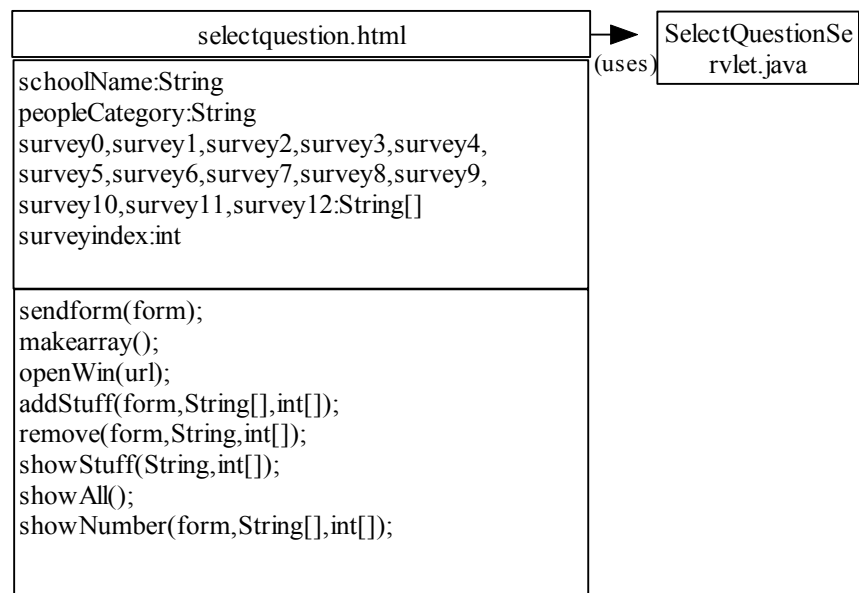 selectquestion.html
(uses)
SelectQuestionSe
rvlet.java
schoolName:String
peopleCategory:String
survey0,survey1,survey2,survey3,survey4,
survey5,survey6,survey7,survey8,survey9,
survey10,survey11,survey12:String[]
surveyindex:int
sendform(form);
makearray();
openWin(url);
addStuff(form,String[],int[]);
remove(form,String,int[]);
showStuff(String,int[]);
showAll();
showNumber(form,String[],int[]);